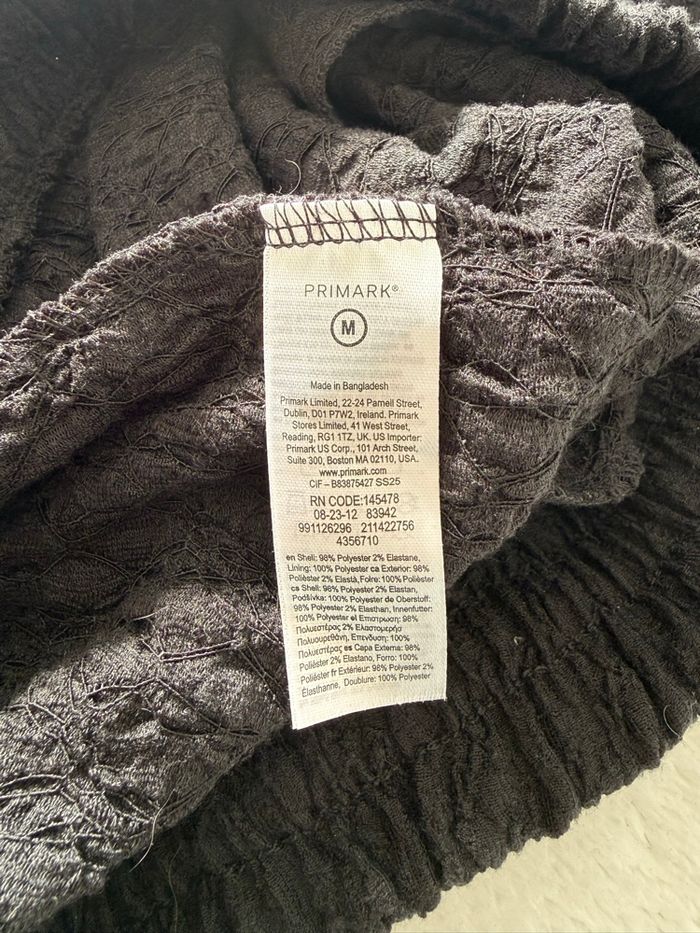 PRIMARK®
M
Made in Bangladesh
Primark Limited, 22-24 Parnell Street,
Dublin, D01 P7W2, Ireland. Primark
Stores Limited, 41 West Street,
Reading, RG1 1TZ, UK. US Importer:
Primark US Corp., 101 Arch Street,
Suite 300, Boston MA 02110, USA.
www.primark.com
CIF – B83875427 SS25
RN CODE:145478
08-23-12 83942
991126296 211422756
4356710
en Shell: 98% Polyester 2% Elastane,
Lining: 100% Polyester ca Exterior: 98%
Polièster 2% Elastà, Folre: 100% Polièster
cs Shell: 98% Polyester 2% Elastan,
Podšívka: 100% Polyester de Oberstoff:
98% Polyester 2% Elasthan, Innenfutter:
100% Polyester el Επιστρωση: 98%
Πολυεστέρας 2% Ελαστομερής
Πολυουρεθάνη, Επένδυση: 100%
Πολυεστέρας es Capa Externa: 98%
Poliéster 2% Elastano, Forro: 100%
Poliéster fr Extérieur: 98% Polyester 2%
Élasthanne, Doublure: 100% Polyester